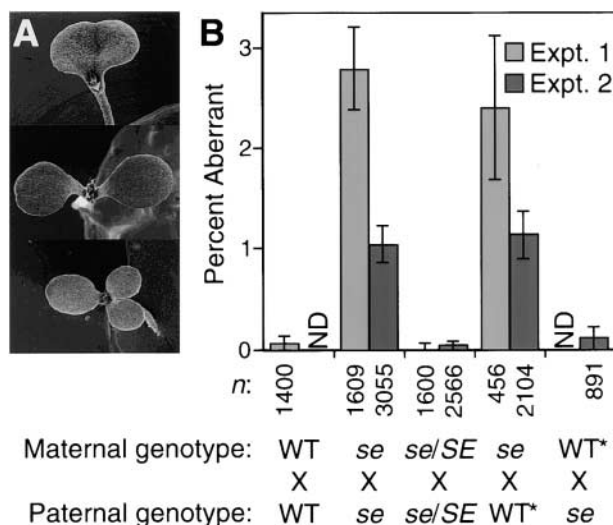 A
B
Percent Aberrant
3
2
1
0
Expt. 1
Expt. 2
ND
ND
n: 1400 1609 3055 1600 2566 456 2104 891
Maternal genotype: WT se se/SE se WT*
X X X X X
Paternal genotype: WT se se/SE WT* se